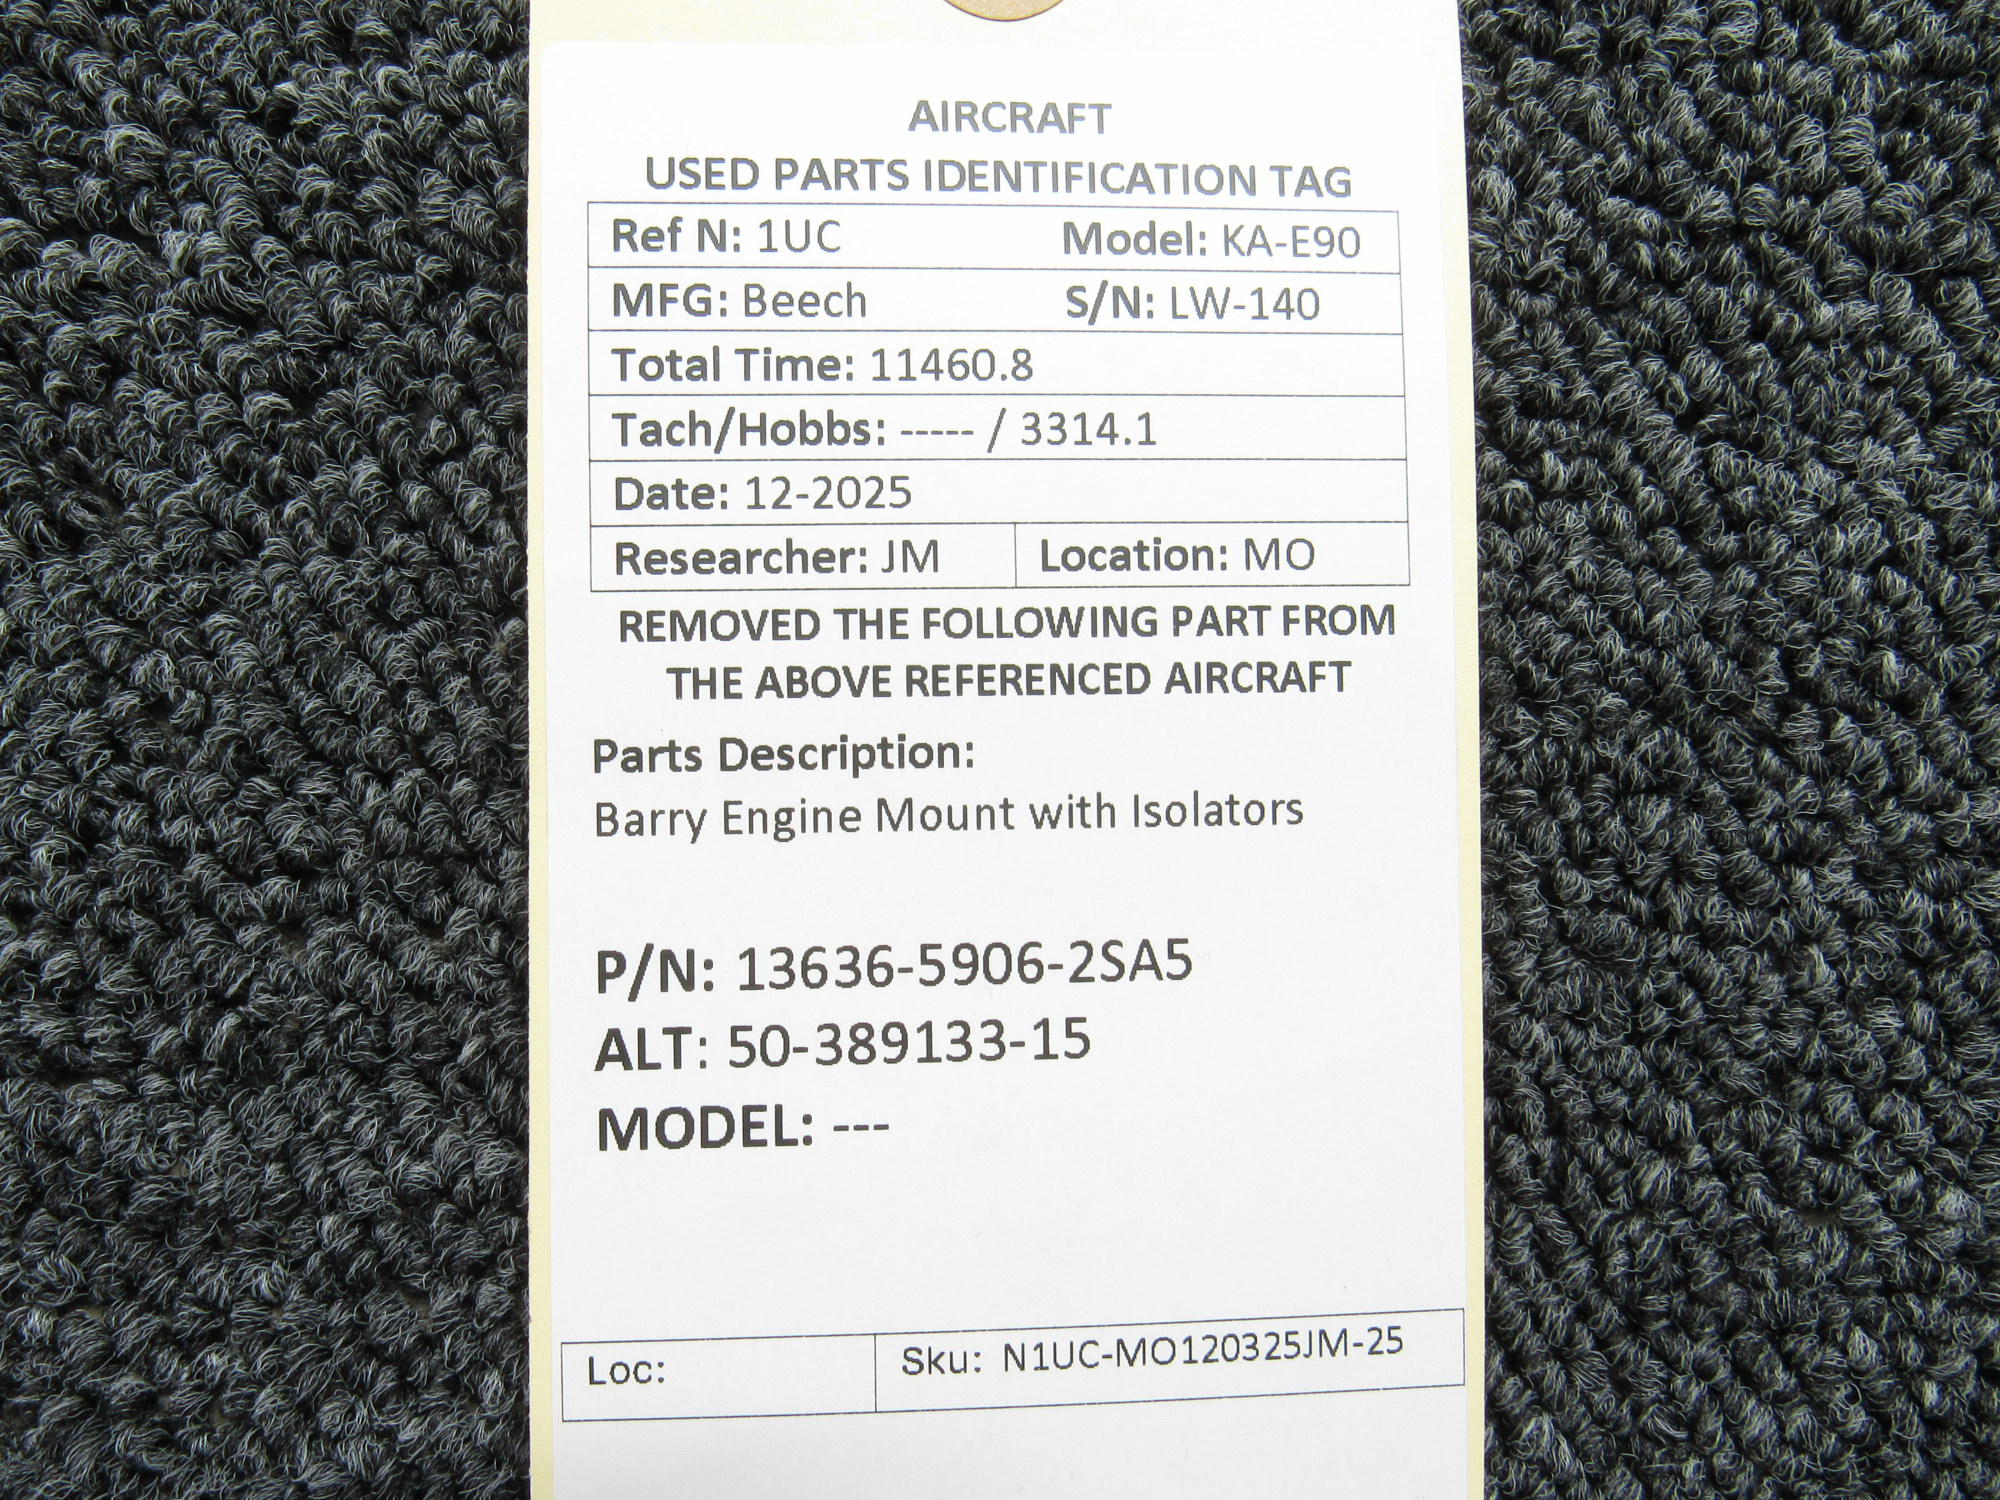 AIRCRAFT
USED PARTS IDENTIFICATION TAG
Ref N: 1UC Model: KA-E90
MFG: Beech S/N: LW-140
Total Time: 11460.8
Tach/Hobbs: ----- / 3314.1
Date: 12-2025
Researcher: JM Location: MO
REMOVED THE FOLLOWING PART FROM
THE ABOVE REFERENCED AIRCRAFT
Parts Description:
Barry Engine Mount with Isolators
P/N: 13636-5906-2SA5
ALT: 50-389133-15
MODEL: ---
Loc: Sku: N1UC-MO120325JM-25